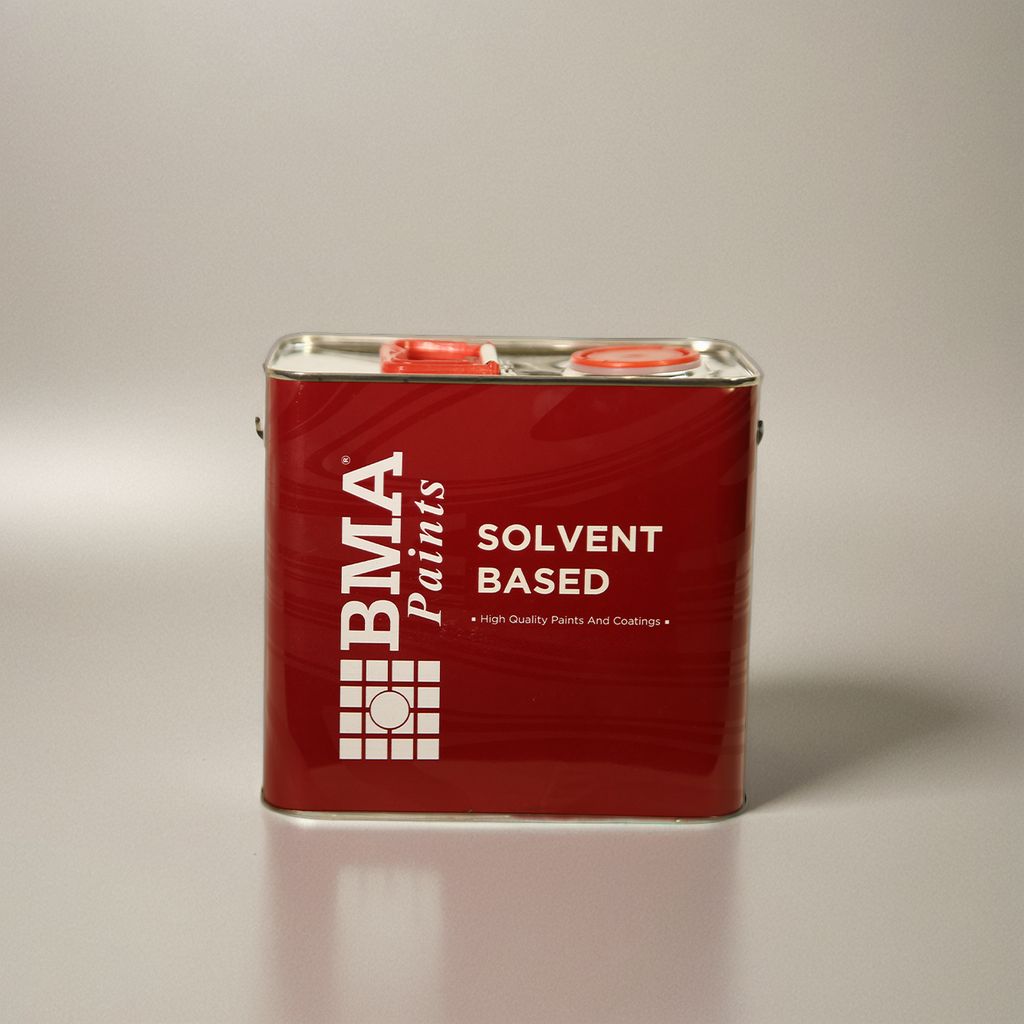 BMA®
Paints
SOLVENT
BASED
▪ High Quality Paints And Coatings ▪